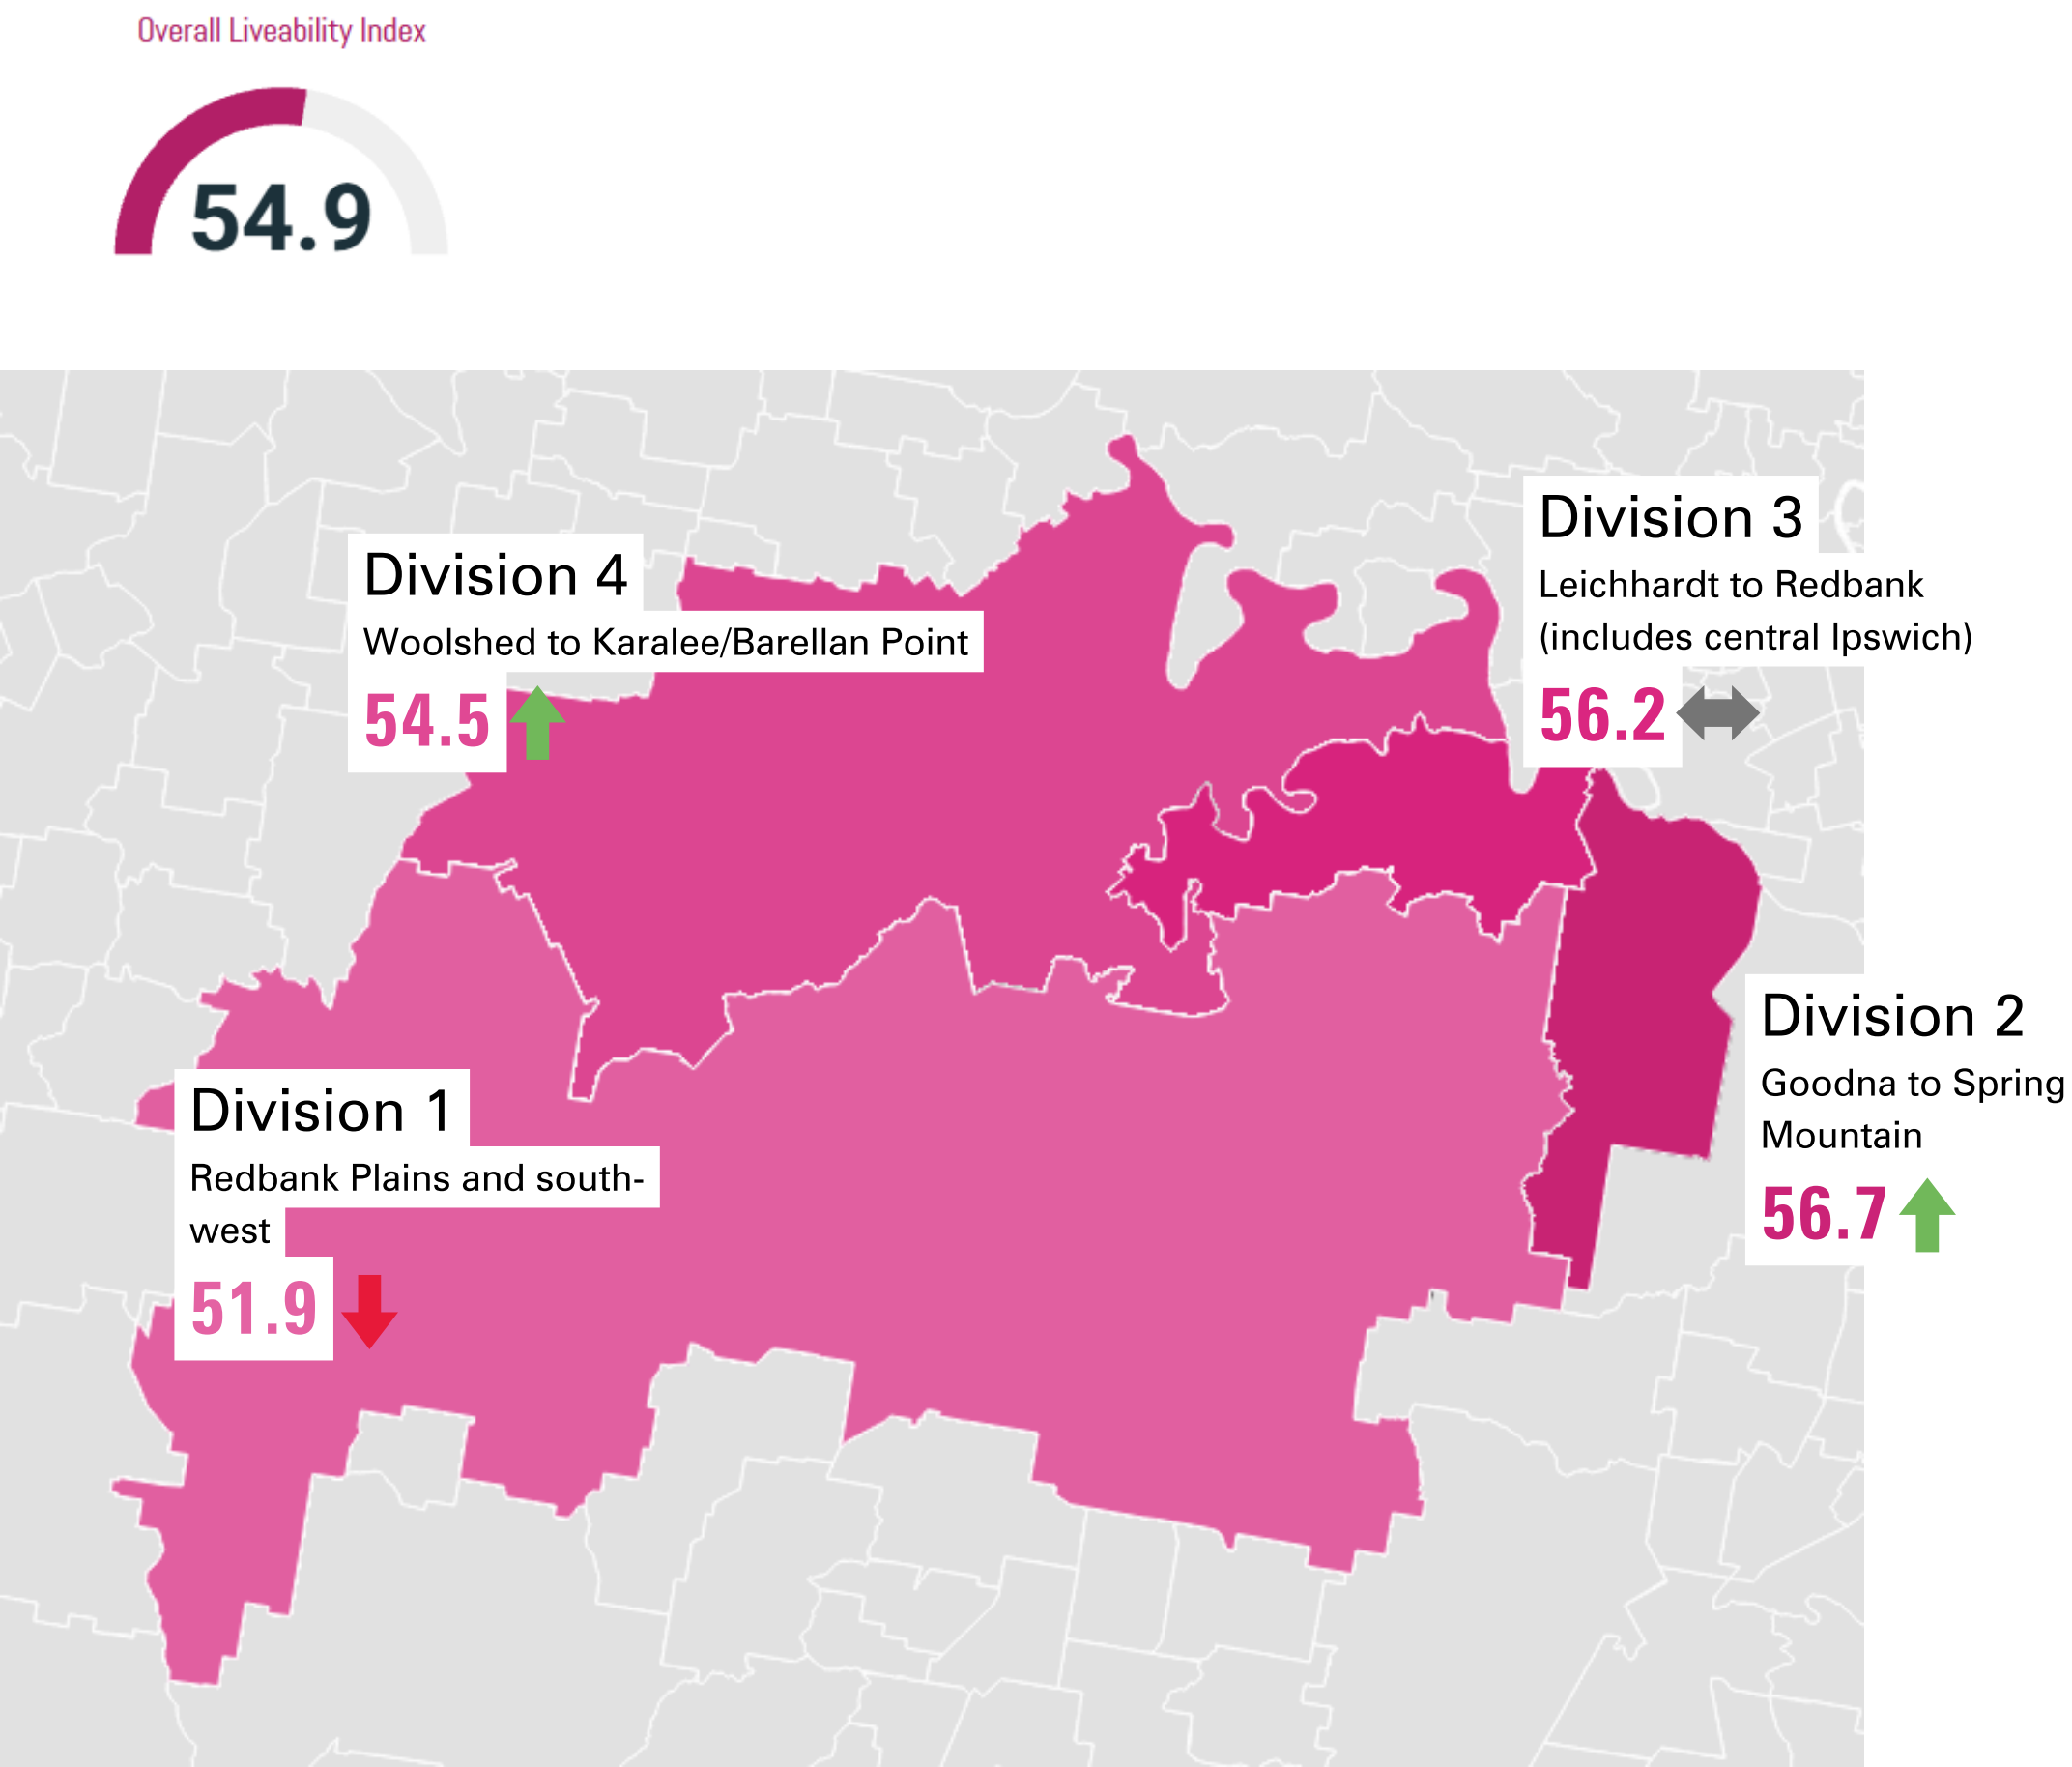 Overall Liveability Index
54.9
Division 3
Leichhardt to Redbank
(includes central Ipswich)
56.2
Division 4
Woolshed to Karalee/Barellan Point
54.5
Division 2
Goodna to Spring
Mountain
56.7
Division 1
Redbank Plains and south-
west
51.9